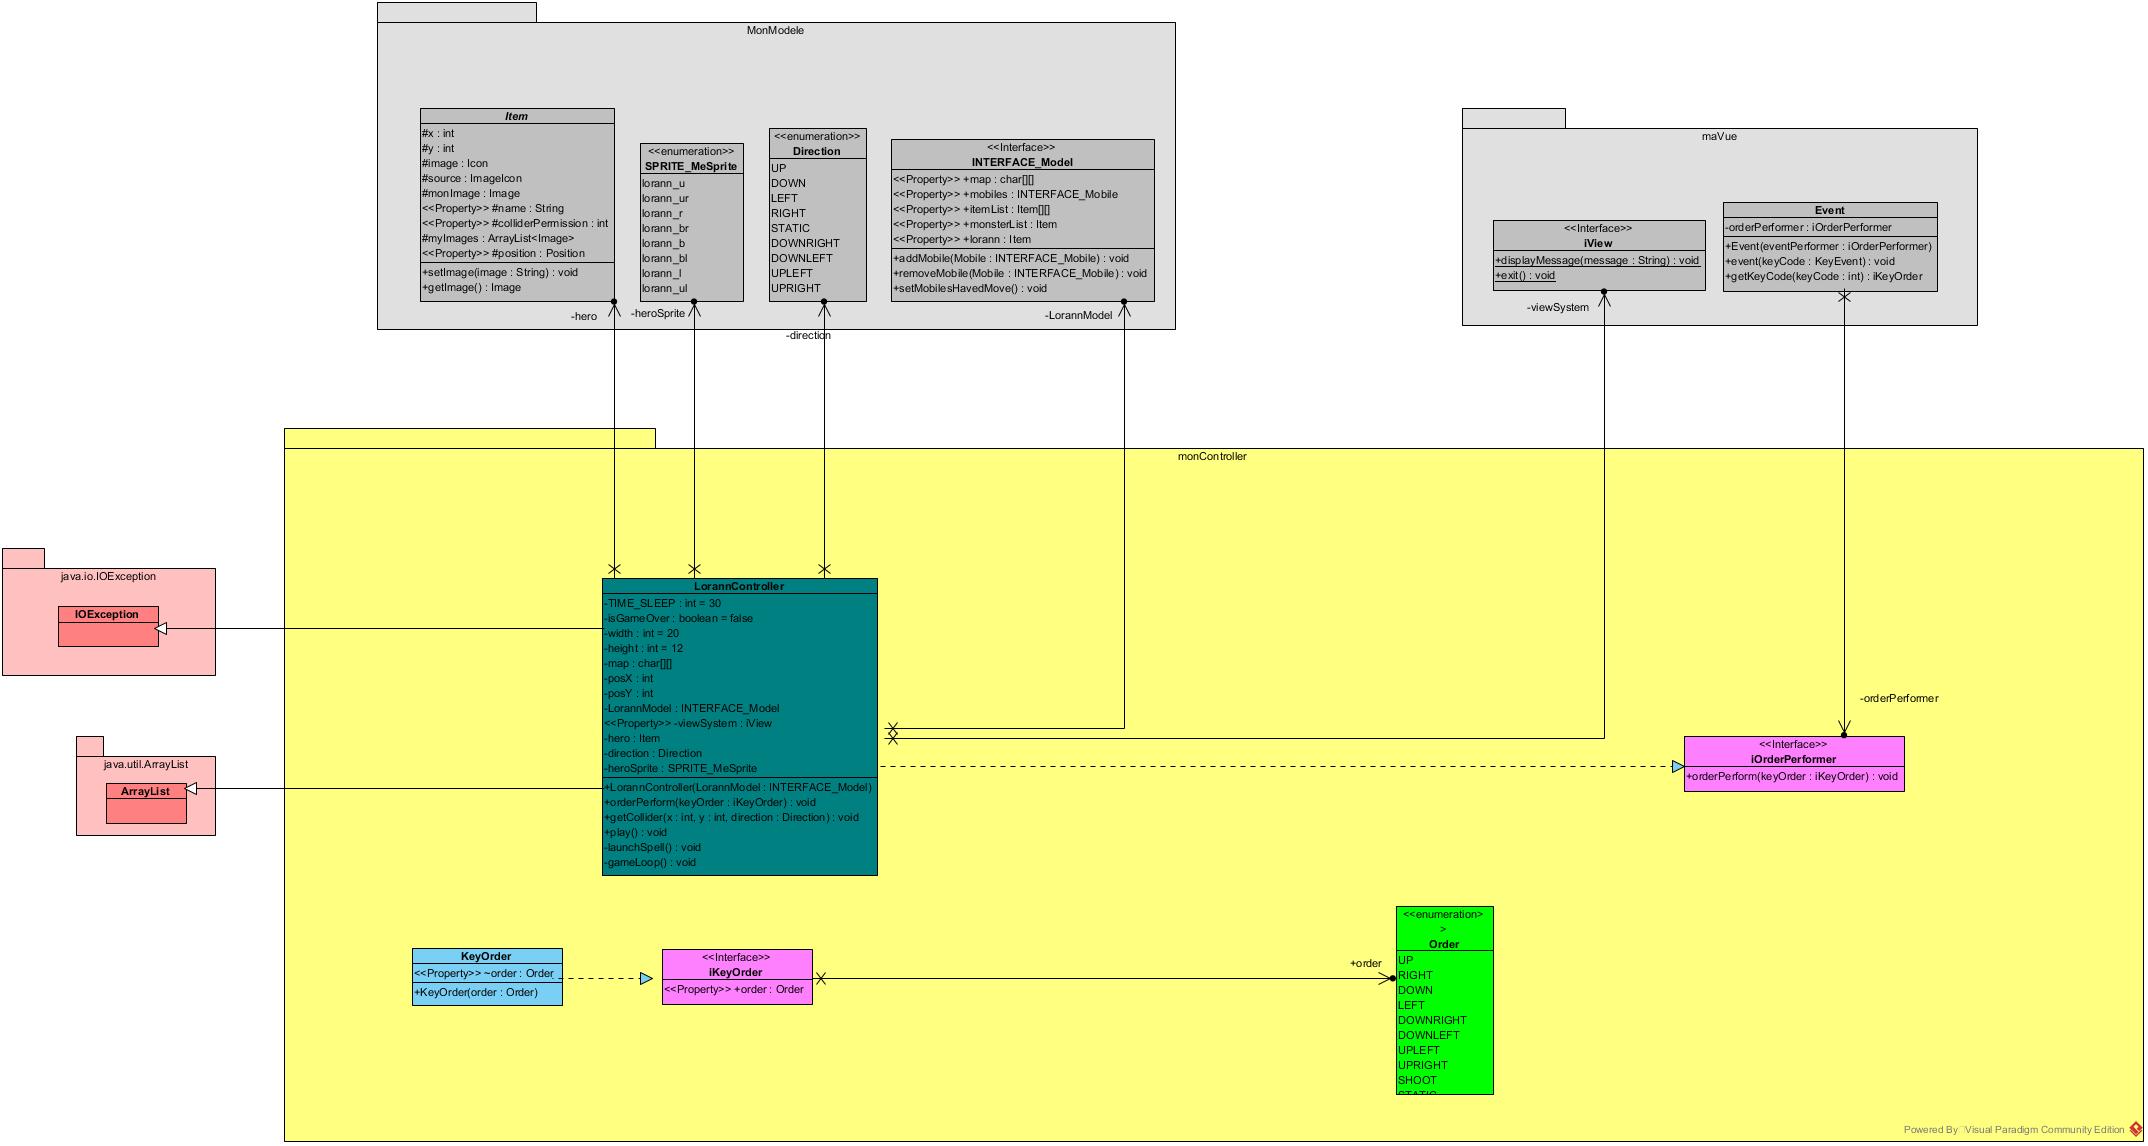 MonModele
Item
#x : int
#y : int
#image : Icon
#source : ImageIcon
#monImage : Image
<<Property>> #name : String
<<Property>> #colliderPermission : int
#myImages : ArrayList<Image>
<<Property>> #position : Position
+setImage(image : String) : void
+getImage() : Image
<<enumeration>>
SPRITE_MeSprite
lorann_u
lorann_ur
lorann_r
lorann_br
lorann_b
lorann_bl
lorann_l
lorann_ul
<<enumeration>>
Direction
UP
DOWN
LEFT
RIGHT
STATIC
DOWNRIGHT
DOWNLEFT
UPLEFT
UPRIGHT
<<Interface>>
INTERFACE_Model
<<Property>> +map : char[][]
<<Property>> +mobiles : INTERFACE_Mobile
<<Property>> +itemList : Item[][]
<<Property>> +monsterList : Item
<<Property>> +lorann : Item
+addMobile(Mobile : INTERFACE_Mobile) : void
+removeMobile(Mobile : INTERFACE_Mobile) : void
+setMobilesHavedMove() : void
-hero
-heroSprite
-direction
-LorannModel
maVue
<<Interface>>
iView
+displayMessage(message : String) : void
+exit() : void
Event
-orderPerformer : iOrderPerformer
+Event(eventPerformer : iOrderPerformer)
+event(keyCode : KeyEvent) : void
+getKeyCode(keyCode : int) : iKeyOrder
-viewSystem
monController
java.io.IOException
IOException
java.util.ArrayList
ArrayList
LorannController
-TIME_SLEEP : int = 30
-isGameOver : boolean = false
-width : int = 20
-height : int = 12
-map : char[][]
-posX : int
-posY : int
-LorannModel : INTERFACE_Model
<<Property>> -viewSystem : iView
-hero : Item
-direction : Direction
-heroSprite : SPRITE_MeSprite
+LorannController(LorannModel : INTERFACE_Model)
+orderPerform(keyOrder : iKeyOrder) : void
+getCollider(x : int, y : int, direction : Direction) : void
+play() : void
-launchSpell() : void
-gameLoop() : void
-orderPerformer
<<Interface>>
iOrderPerformer
+orderPerform(keyOrder : iKeyOrder) : void
KeyOrder
<<Property>> ~order : Order
+KeyOrder(order : Order)
<<Interface>>
iKeyOrder
<<Property>> +order : Order
+order
<<enumeration>
>
Order
UP
RIGHT
DOWN
LEFT
DOWNRIGHT
DOWNLEFT
UPLEFT
UPRIGHT
SHOOT
STATIC
Powered By Visual Paradigm Community Edition